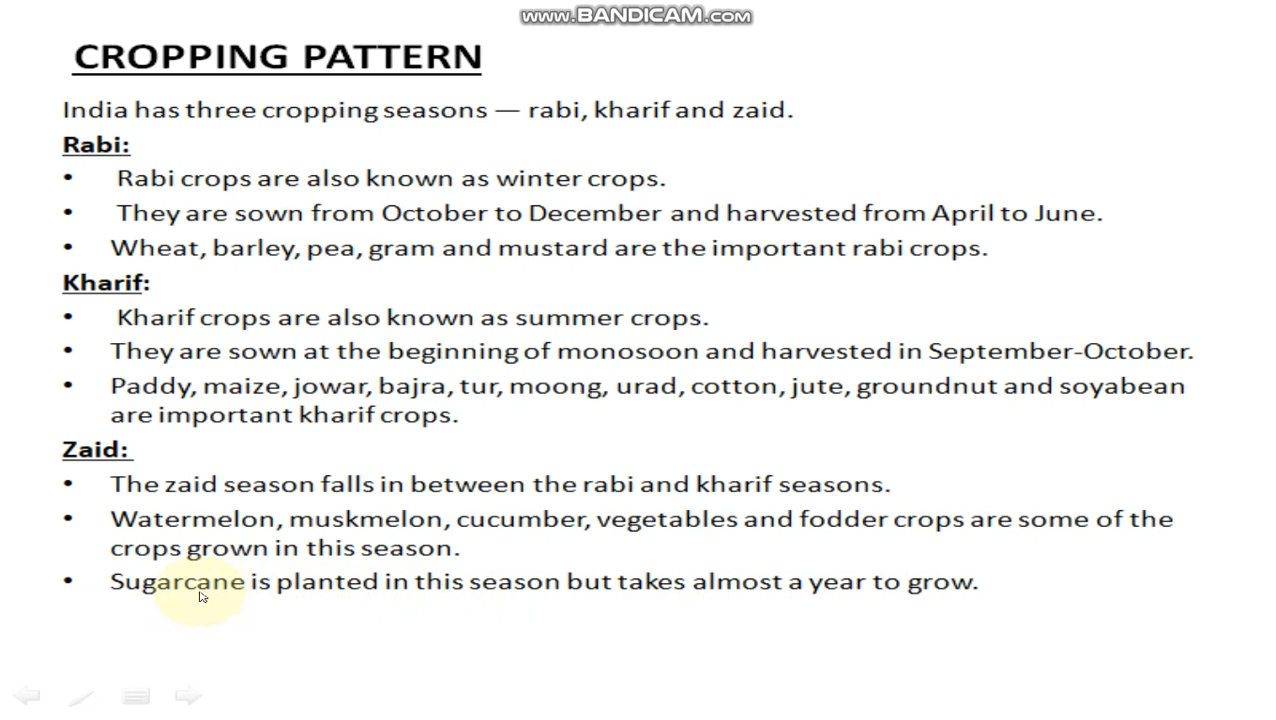 www.BANDICAM.com
CROPPING PATTERN
India has three cropping seasons — rabi, kharif and zaid.
Rabi:
• Rabi crops are also known as winter crops.
• They are sown from October to December and harvested from April to June.
• Wheat, barley, pea, gram and mustard are the important rabi crops.
Kharif:
• Kharif crops are also known as summer crops.
• They are sown at the beginning of monosoon and harvested in September-October.
• Paddy, maize, jowar, bajra, tur, moong, urad, cotton, jute, groundnut and soyabean
are important kharif crops.
Zaid:
• The zaid season falls in between the rabi and kharif seasons.
• Watermelon, muskmelon, cucumber, vegetables and fodder crops are some of the
crops grown in this season.
• Sugarcane is planted in this season but takes almost a year to grow.